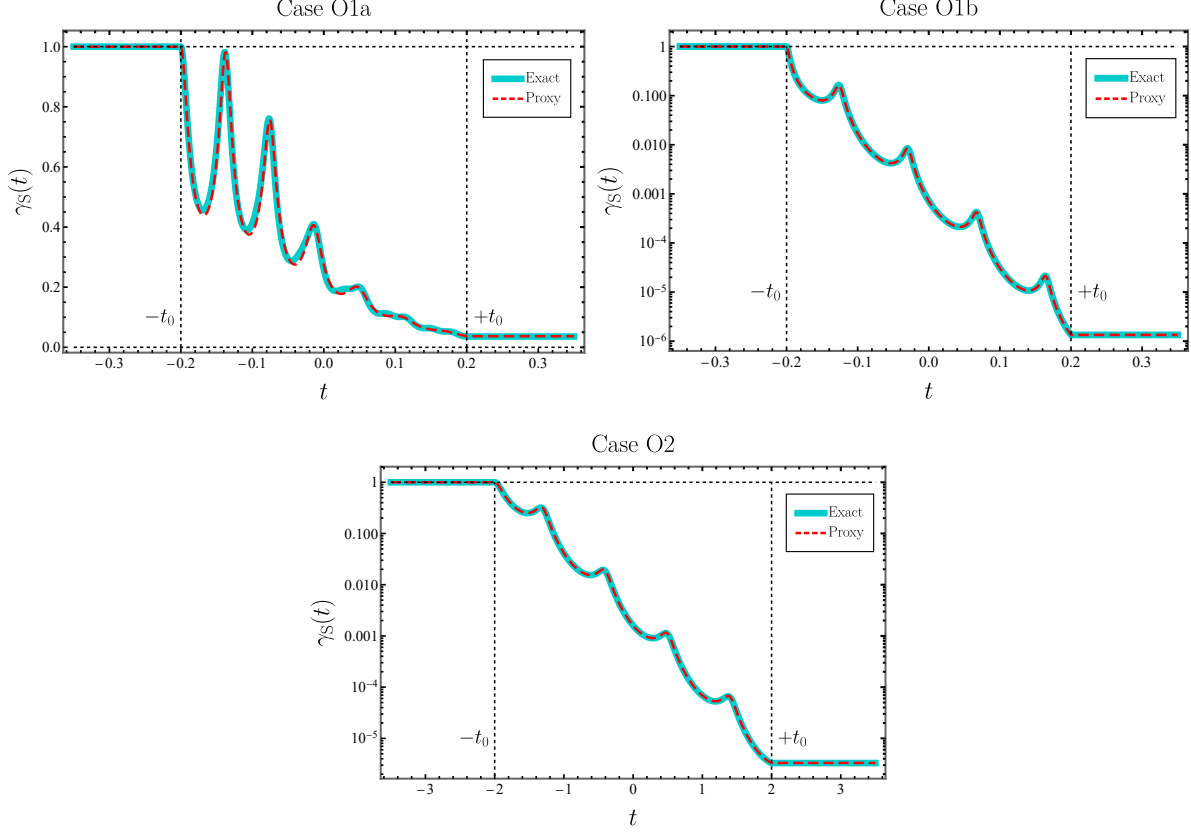 Case O1a
1.0
0.8
0.6
0.4
0.2
0.0
γS(t)
Exact
Proxy
−t0
+t0
−0.3 −0.2 −0.1 0.0 0.1 0.2 0.3
t
Case O1b
1
0.100
0.010
0.001
10⁻⁴
10⁻⁵
10⁻⁶
γS(t)
Exact
Proxy
−t0
+t0
−0.3 −0.2 −0.1 0.0 0.1 0.2 0.3
t
Case O2
1
0.100
0.010
0.001
10⁻⁴
10⁻⁵
γS(t)
Exact
Proxy
−t0
+t0
−3 −2 −1 0 1 2 3
t